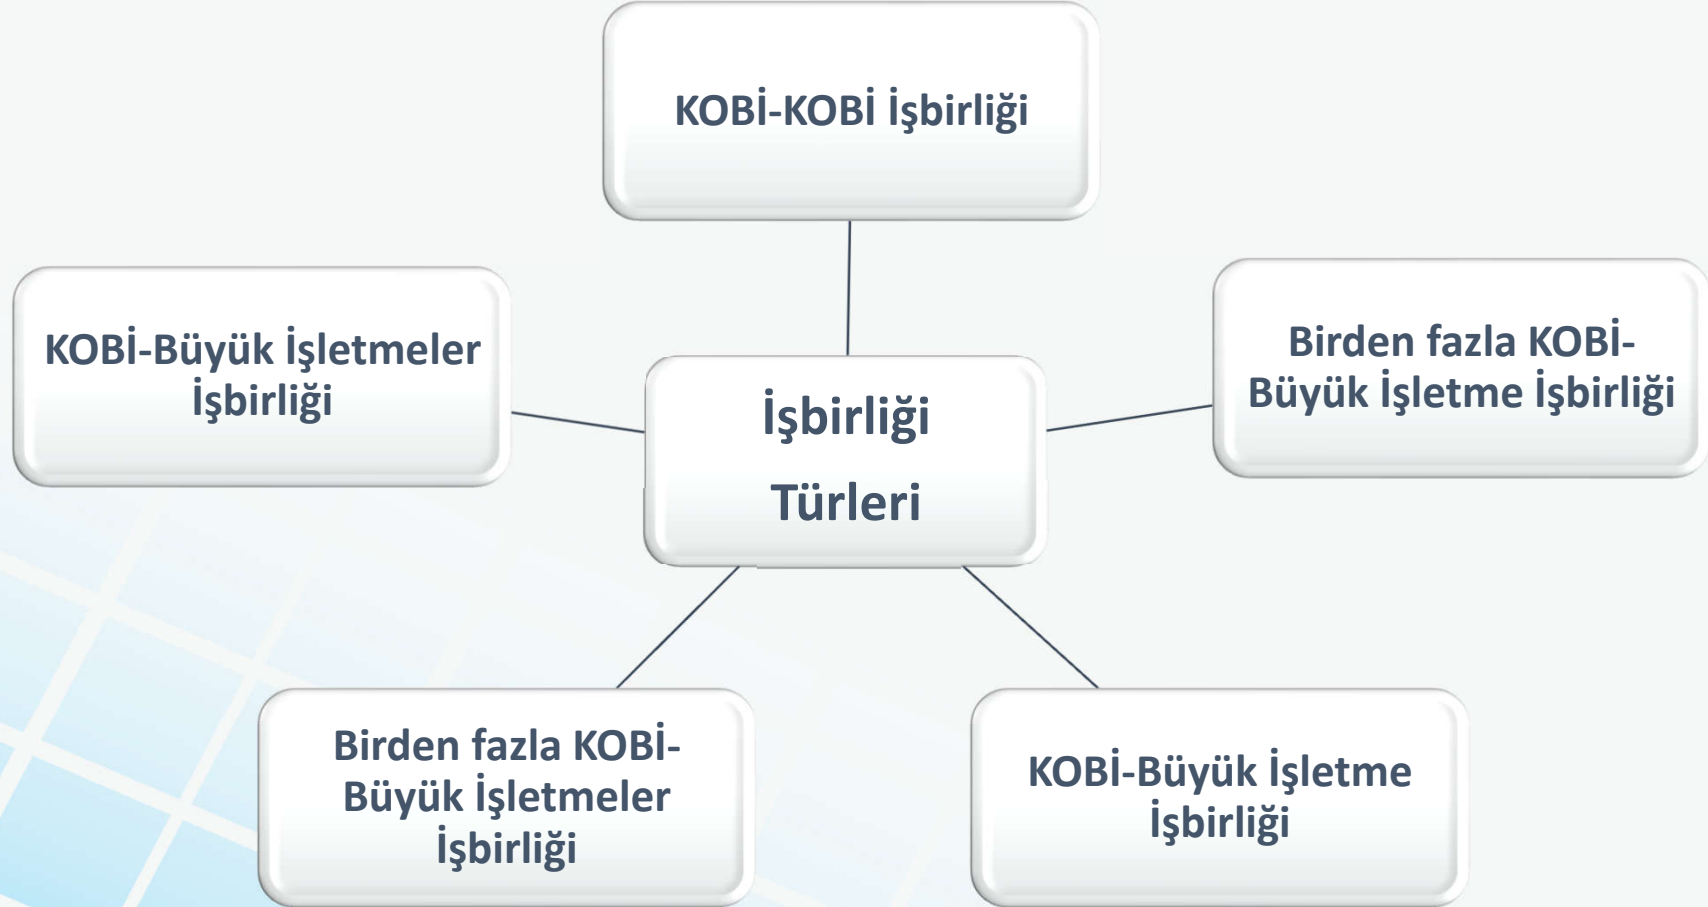 KOBİ-KOBİ İşbirliği
KOBİ-Büyük İşletmeler
İşbirliği
Birden fazla KOBİ-
Büyük İşletme İşbirliği
İşbirliği
Türleri
Birden fazla KOBİ-
Büyük İşletmeler
İşbirliği
KOBİ-Büyük İşletme
İşbirliği